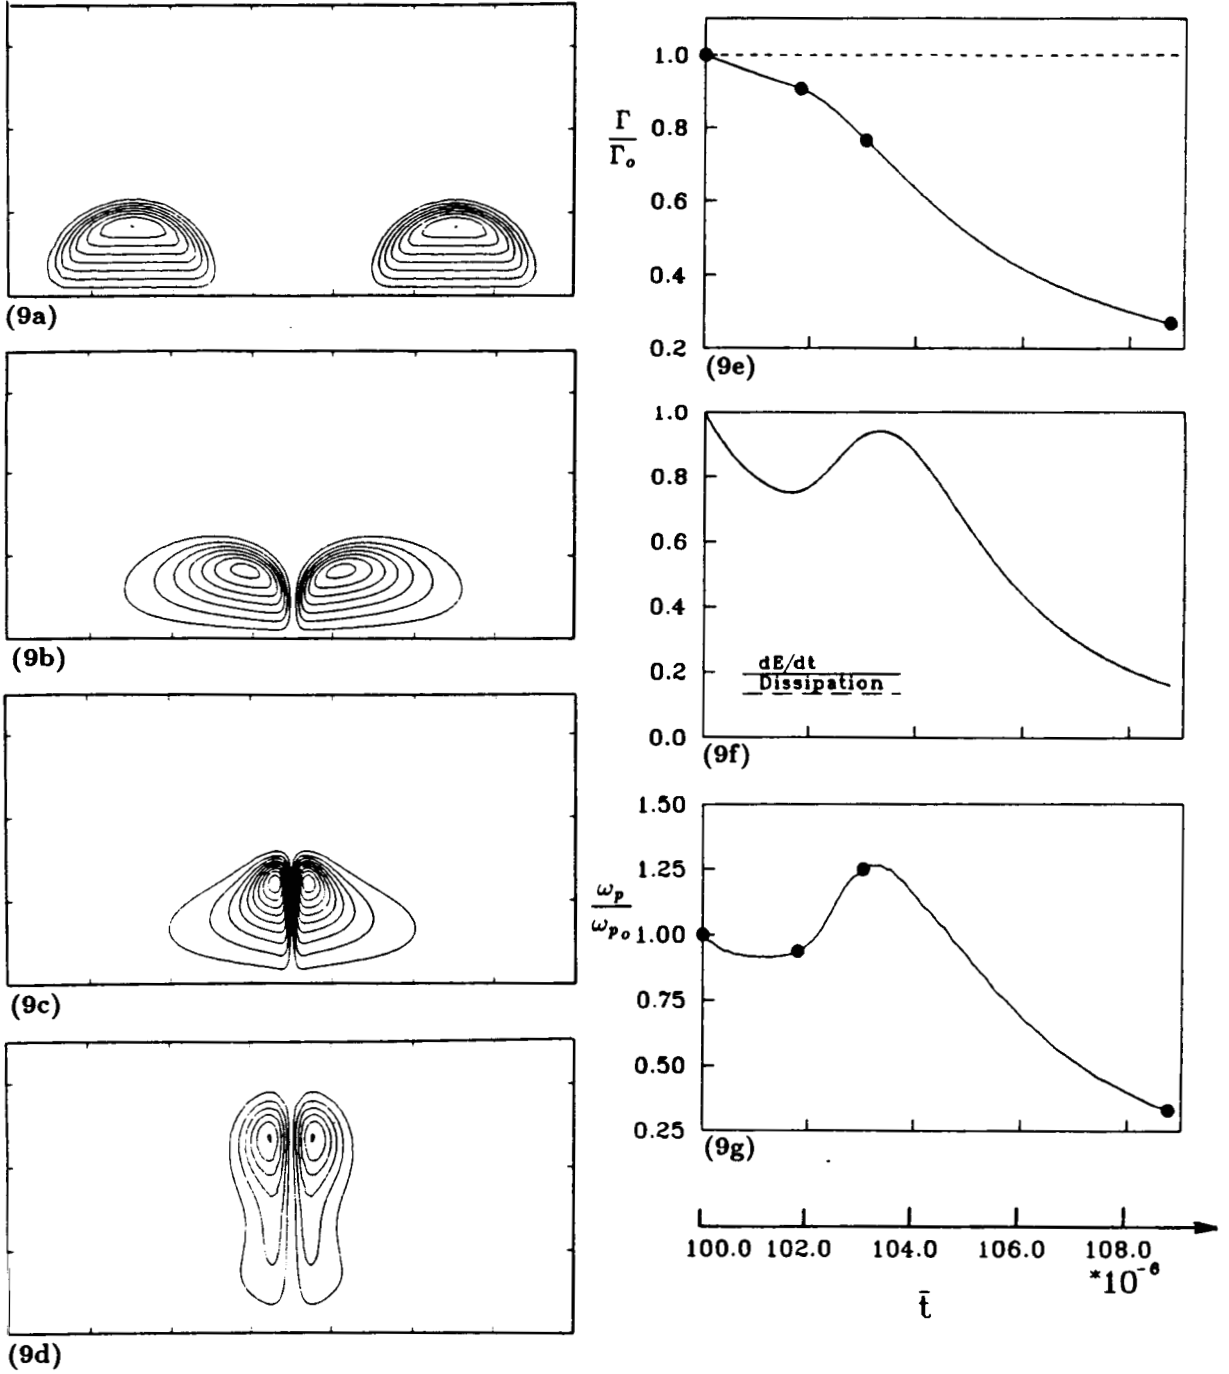 (9a)
(9b)
(9c)
(9d)
Γ
Γₒ
1.0
0.8
0.6
0.4
0.2
(9e)
1.0
0.8
0.6
0.4
0.2
0.0
dE/dt
Dissipation
(9f)
ωₚ
ωₚₒ
1.50
1.25
1.00
0.75
0.50
0.25
(9g)
100.0 102.0 104.0 106.0 108.0
*10⁻⁶
t̄